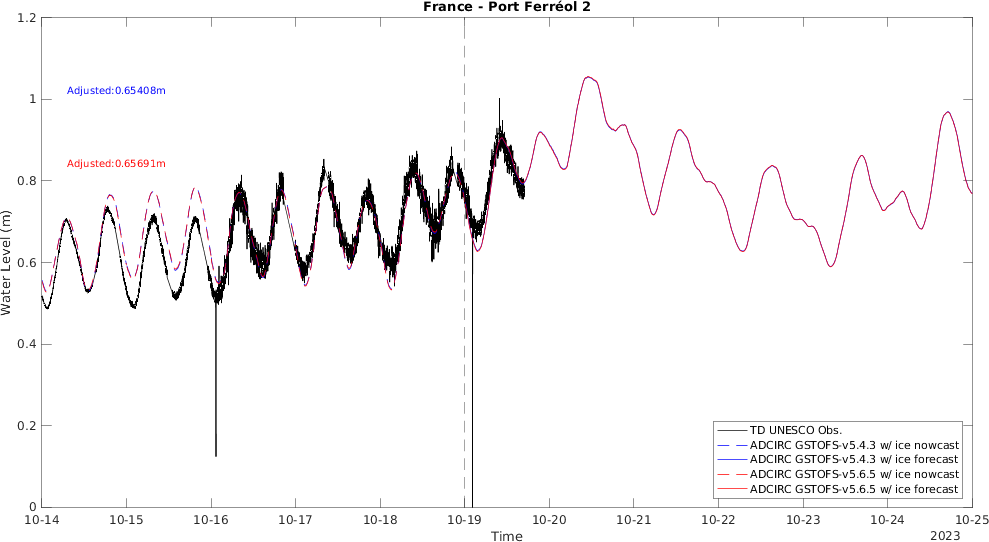 France - Port Ferréol 2
1.2
1
0.8
0.6
0.4
0.2
0
Water Level (m)
Adjusted:0.65408m
Adjusted:0.65691m
TD UNESCO Obs.
ADCIRC GSTOFS-v5.4.3 w/ ice nowcast
ADCIRC GSTOFS-v5.4.3 w/ ice forecast
ADCIRC GSTOFS-v5.6.5 w/ ice nowcast
ADCIRC GSTOFS-v5.6.5 w/ ice forecast
10-14 10-15 10-16 10-17 10-18 10-19 10-20 10-21 10-22 10-23 10-24 10-25
Time
2023